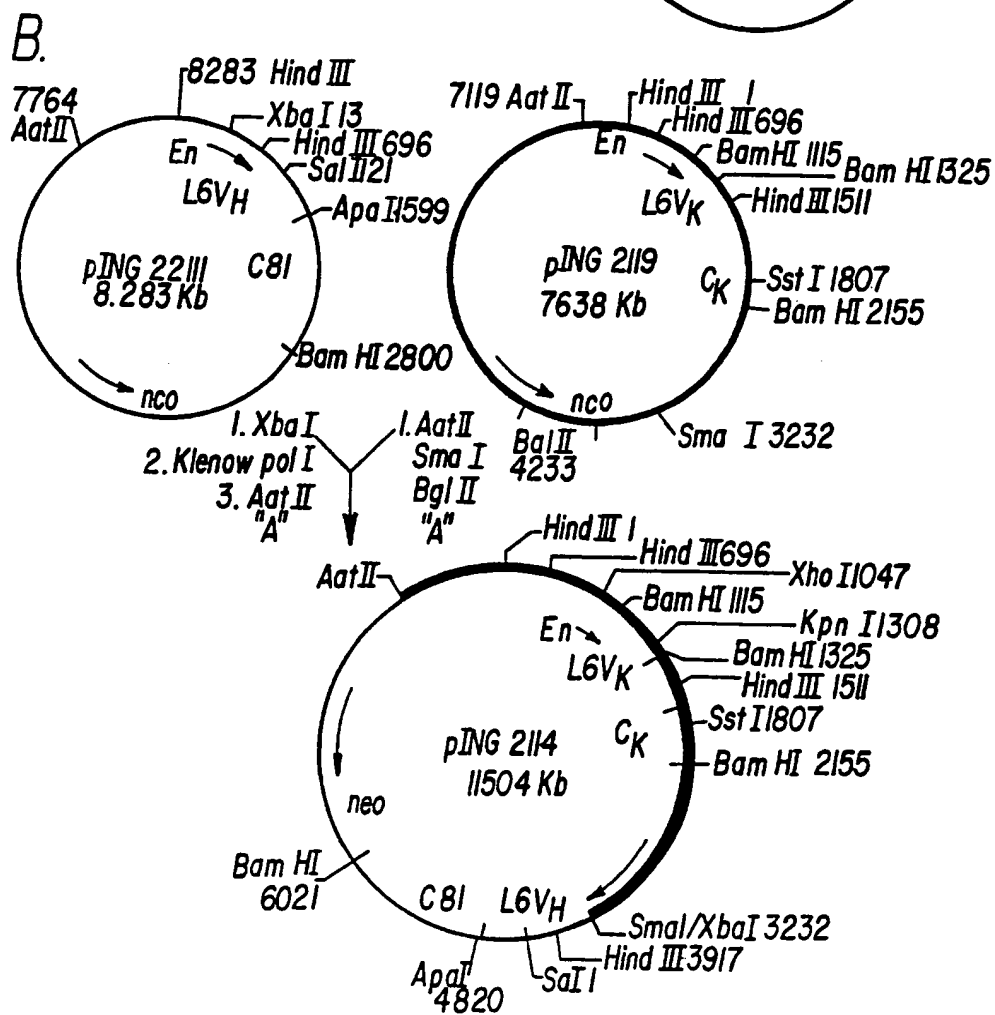 B.
8283 Hind III
7764
Aat II
Xba I 13
Hind III 696
Sal I 1121
En
L6VH
Apa I 1599
pING 22111
8.283 Kb
C81
Bam HI 2800
nco
7119 Aat II
Hind III 1
Hind III 696
BamHI 1115
Bam HI 1325
En
L6VK
Hind III 1511
pING 2119
7638 Kb
CK
Sst I 1807
Bam HI 2155
nco
Bal II
4233
Sma I 3232
1. Xba I
2. Klenow pol I
3. Aat II
"A"
1. Aat II
Sma I
Bgl II
"A"
Hind III 1
Hind III 696
Xho I 1047
Aat II
Bam HI 1115
Kpn I 1308
En
Bam HI 1325
L6VK
Hind III 1511
CK
Sst I 1807
pING 2114
11504 Kb
Bam HI 2155
neo
Bam HI
6021
C81
L6VH
SmaI/XbaI 3232
Hind III 3917
Apa I
4820
Sal I